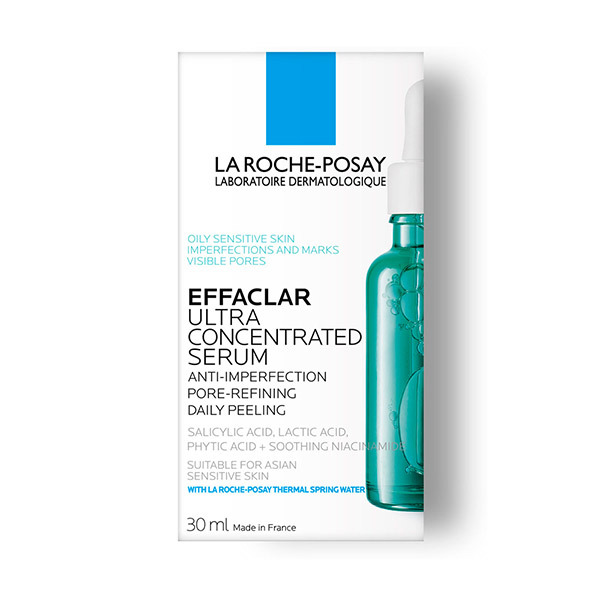 LA ROCHE-POSAY
LABORATOIRE DERMATOLOGIQUE
OILY SENSITIVE SKIN
IMPERFECTIONS AND MARKS
VISIBLE PORES
EFFACLAR
ULTRA
CONCENTRATED
SERUM
ANTI-IMPERFECTION
PORE-REFINING
DAILY PEELING
SALICYLIC ACID, LACTIC ACID,
PHYTIC ACID + SOOTHING NIACINAMIDE
SUITABLE FOR ASIAN
SENSITIVE SKIN
WITH LA ROCHE-POSAY THERMAL SPRING WATER
30 ml Made in France